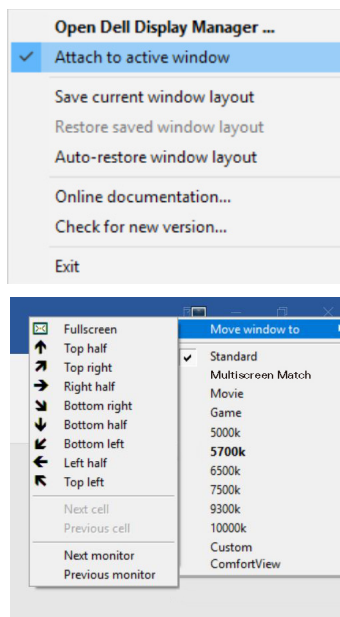 Open Dell Display Manager ...
Attach to active window
Save current window layout
Restore saved window layout
Auto-restore window layout
Online documentation...
Check for new version...
Exit
Fullscreen
Top half
Top right
Right half
Bottom right
Bottom half
Bottom left
Left half
Top left
Next cell
Previous cell
Next monitor
Previous monitor
Move window to
Standard
Multiscreen Match
Movie
Game
5000k
5700k
6500k
7500k
9300k
10000k
Custom
ComfortView